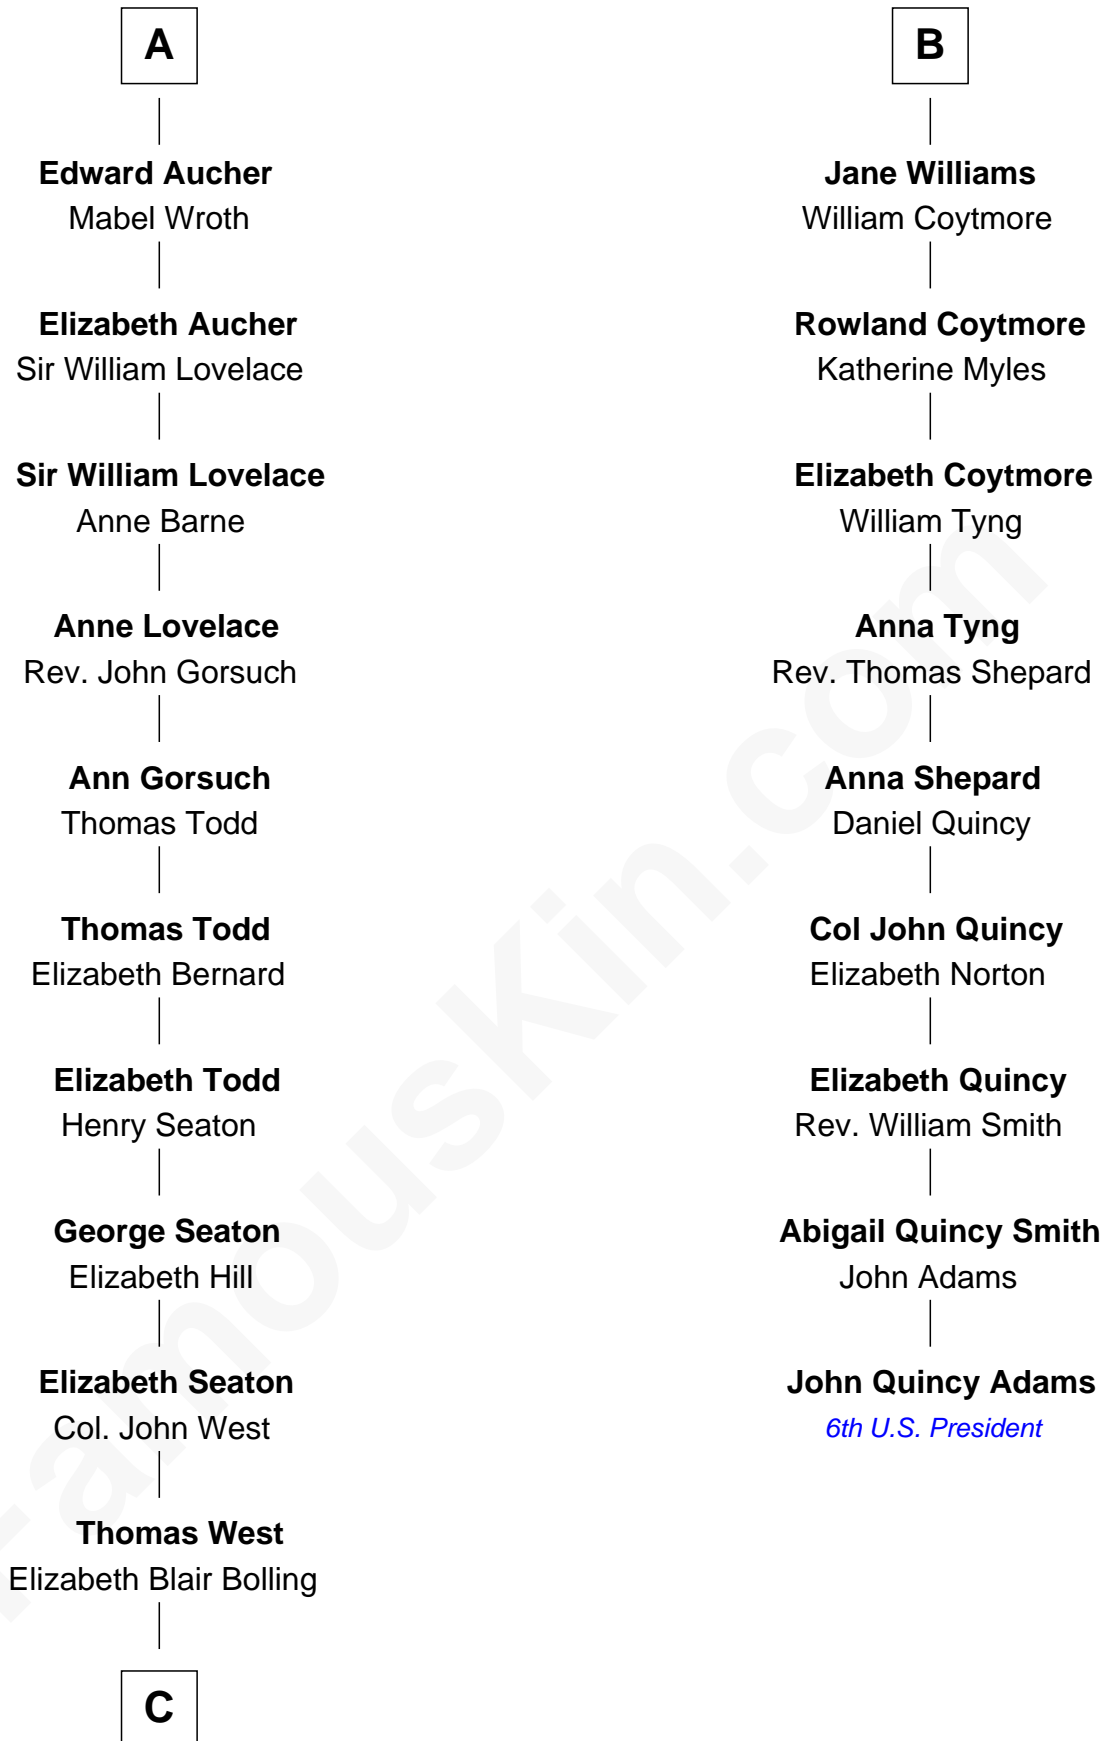 A
Edward Aucher
Mabel Wroth
Elizabeth Aucher
Sir William Lovelace
Sir William Lovelace
Anne Barne
Anne Lovelace
Rev. John Gorsuch
Ann Gorsuch
Thomas Todd
Thomas Todd
Elizabeth Bernard
Elizabeth Todd
Henry Seaton
George Seaton
Elizabeth Hill
Elizabeth Seaton
Col. John West
Thomas West
Elizabeth Blair Bolling
C
B
Jane Williams
William Coytmore
Rowland Coytmore
Katherine Myles
Elizabeth Coytmore
William Tyng
Anna Tyng
Rev. Thomas Shepard
Anna Shepard
Daniel Quincy
Col John Quincy
Elizabeth Norton
Elizabeth Quincy
Rev. William Smith
Abigail Quincy Smith
John Adams
John Quincy Adams
6th U.S. President
FamousKin.com